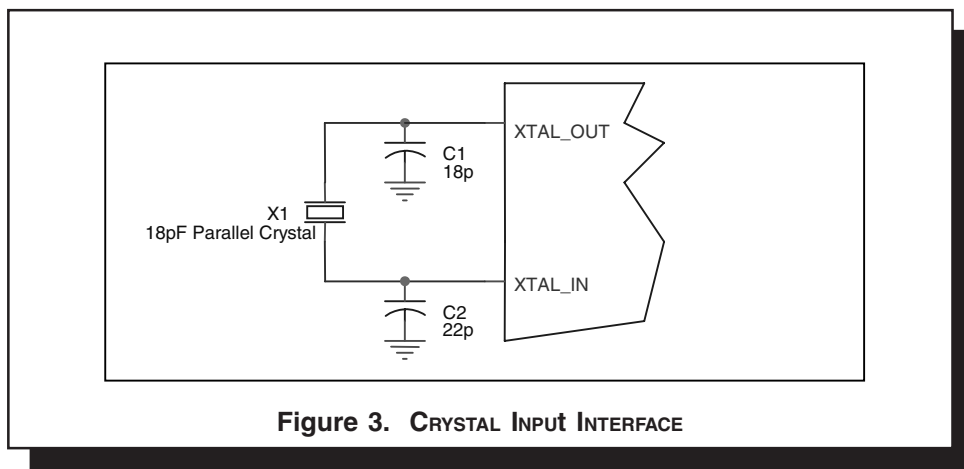 XTAL_OUT
C1
18p
X1
18pF Parallel Crystal
XTAL_IN
C2
22p
Figure 3. CRYSTAL INPUt INTERFACE